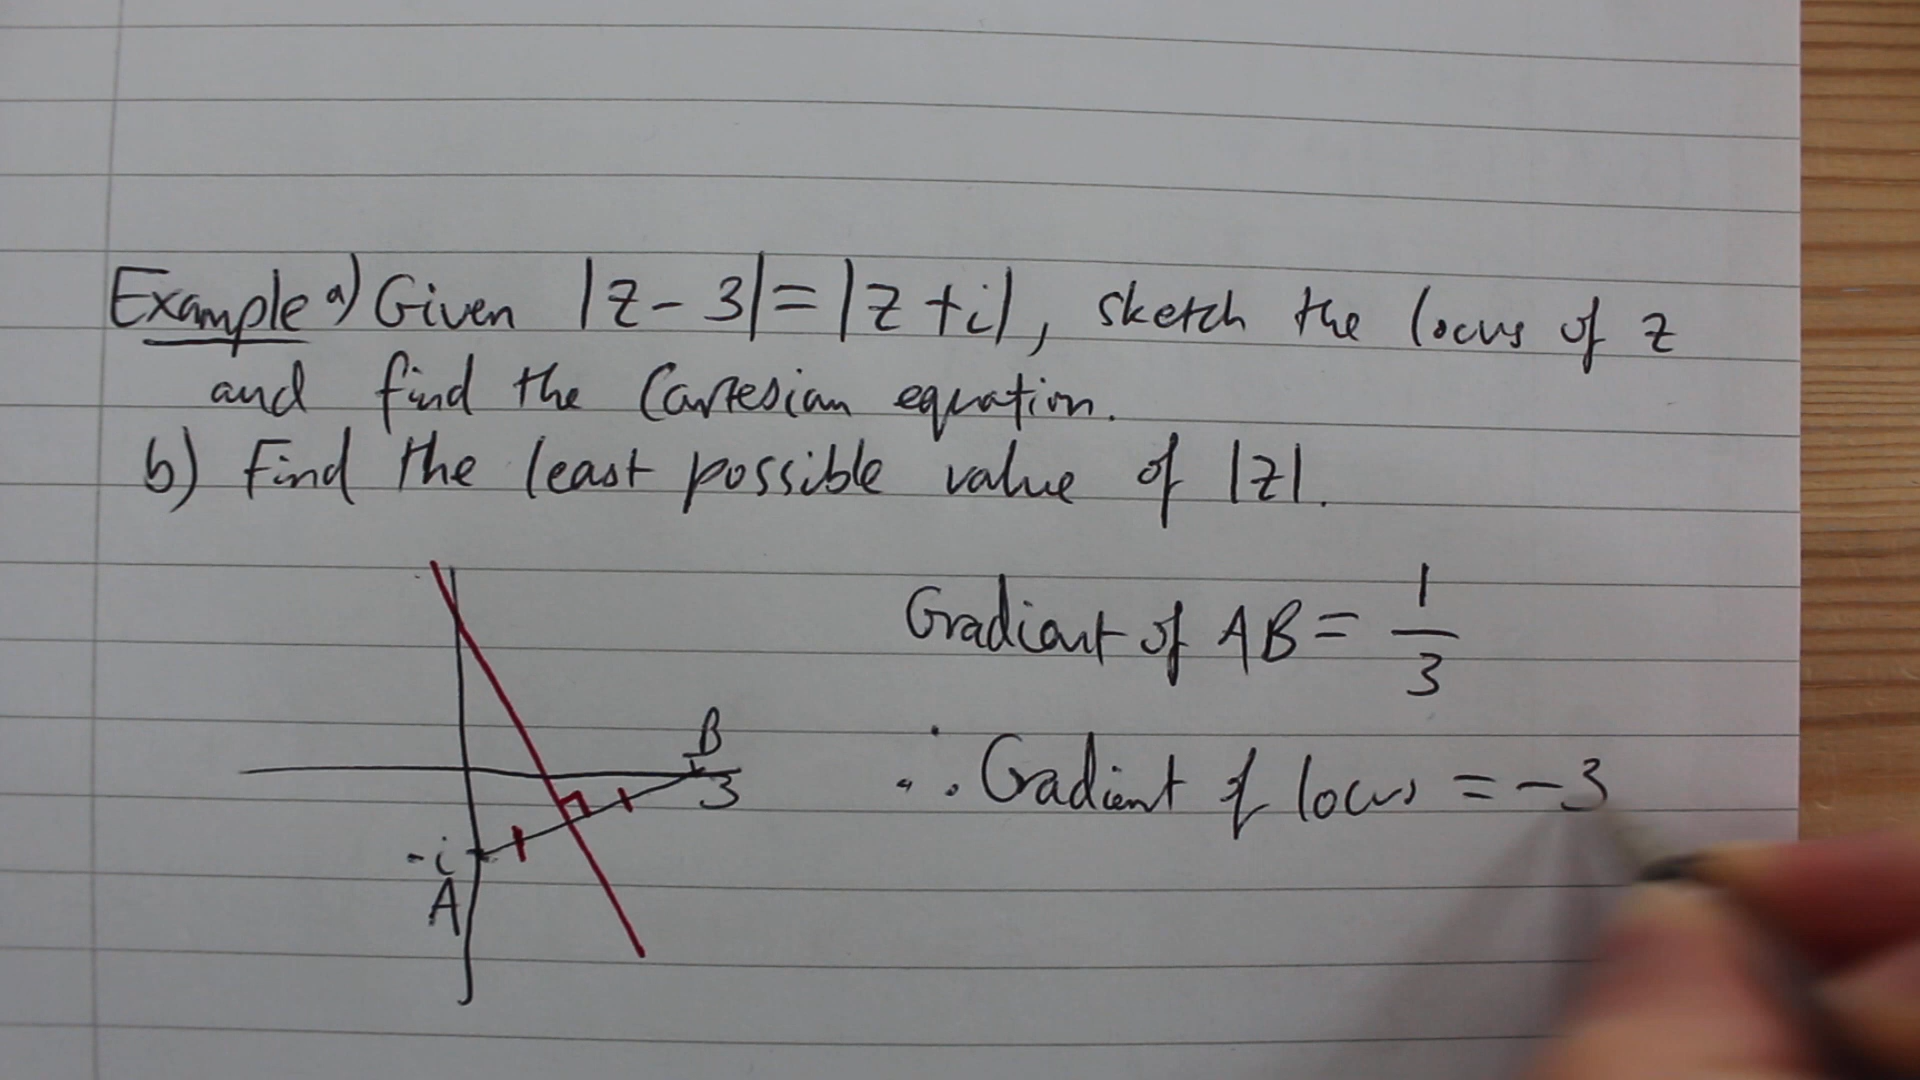 Example a) Given |z - 3| = |z + i|, sketch the locus of z
and find the Cartesian equation.
b) Find the least possible value of |z|.
Gradient of AB = 1/3
∴ Gradient of locus = -3
B
3
-i
A